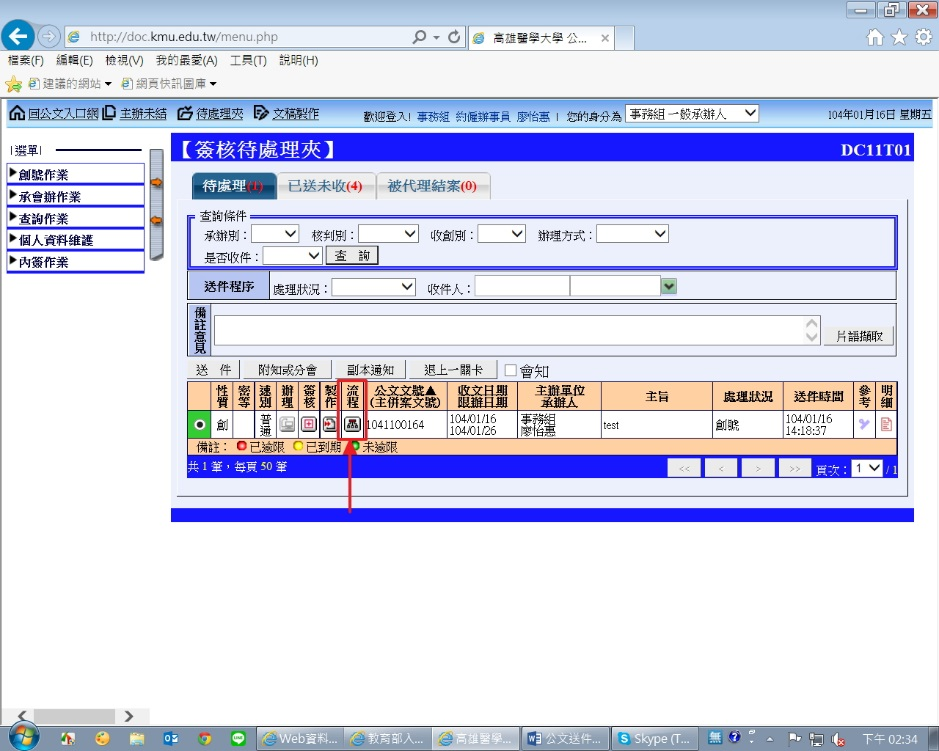 http://doc.kmu.edu.tw/menu.php
高雄醫學大學 公...
檔案(F) 編輯(E) 檢視(V) 我的最愛(A) 工具(T) 說明(H)
建議的網站 網頁快訊圖庫
回公文入口網 主辦未結 待處理夾 文稿製作 歡迎登入! 事務組 約僱辦事員 廖怡惠 | 您的身分為 事務組一般承辦人 104年01月16日 星期五
|選單|
創號作業
承會辦作業
查詢作業
個人資料維護
內簽作業
【簽核待處理夾】 DC11T01
待處理(1) 已送未收(4) 被代理結案(0)
查詢條件
承辦別: 核判別: 收創別: 辦理方式:
是否收件: 查 詢
送件程序 處理狀況: 收件人:
備註意見 片語擷取
送 件 附知或分會 副本通知 退上一關卡 會知
性質 密等 速別 辦理 簽核 製作 流程 公文文號▲(主併案文號) 收文日期 限辦日期 主辦單位 承辦人 主旨 處理狀況 送件時間 參考 明細
創 普通 1041100164 104/01/16 104/01/26 事務組 廖怡惠 test 創號 104/01/16 14:18:37
備註: 已逾限 已到期 未逾限
共 1 筆,每頁 50 筆 << < > >> 頁次: 1 / 1
Web資料... 教育部人... 高雄醫學... 公文送件... Skype (T... 無 下午 02:34